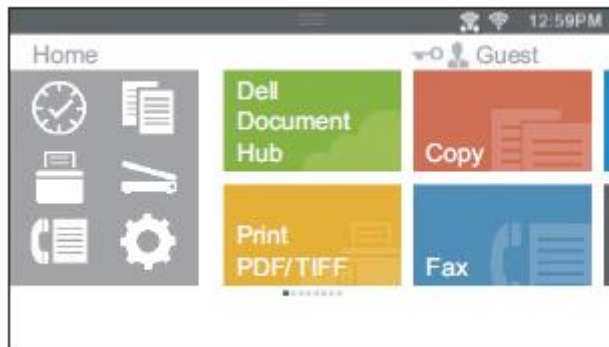 12:59PM
Home
Guest
Dell
Document
Hub
Copy
Print
PDF/TIFF
Fax